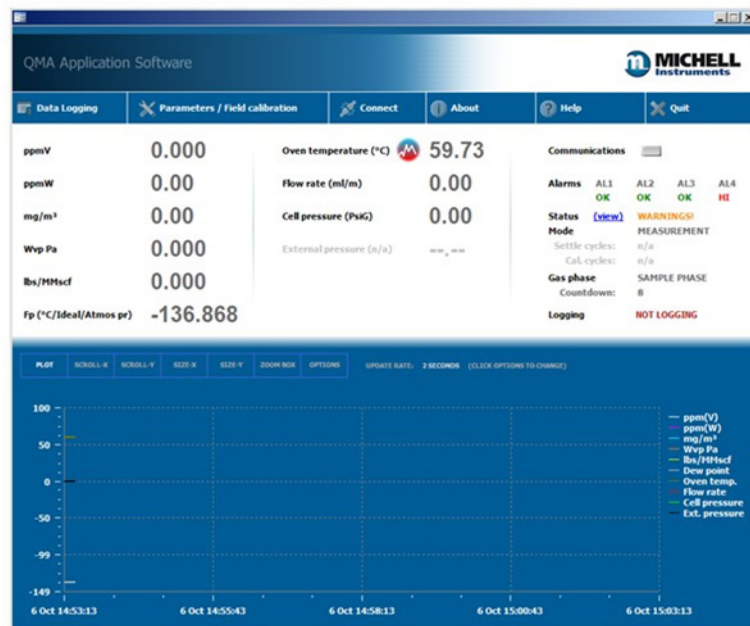 QMA Application Software
MICHELL
Instruments
Data Logging
Parameters / Field calibration
Connect
About
Help
Quit
ppmV 0.000
ppmW 0.00
mg/m³ 0.00
Wvp Pa 0.000
lbs/MMscf 0.000
Fp (°C/Ideal/Atmos pr) -136.868
Oven temperature (°C) 59.73
Flow rate (ml/m) 0.00
Cell pressure (PsiG) 0.00
External pressure (n/a) --.--
Communications
Alarms AL1 AL2 AL3 AL4
OK OK OK HI
Status (view) WARNINGS!
Mode MEASUREMENT
Settle cycles: n/a
Cal. cycles: n/a
Gas phase SAMPLE PHASE
Countdown: 8
Logging NOT LOGGING
PLOT SCROLL-X SCROLL-Y SIZE-X SIZE-Y ZOOM BOX OPTIONS UPDATE RATE: 2 SECONDS (CLICK OPTIONS TO CHANGE)
100
50
0
-50
-99
-149
6 Oct 14:53:13 6 Oct 14:55:43 6 Oct 14:58:13 6 Oct 15:00:43 6 Oct 15:03:13
ppm(V)
ppm(W)
mg/m³
Wvp Pa
lbs/MMscf
Dew point
Oven temp.
Flow rate
Cell pressure
Ext. pressure